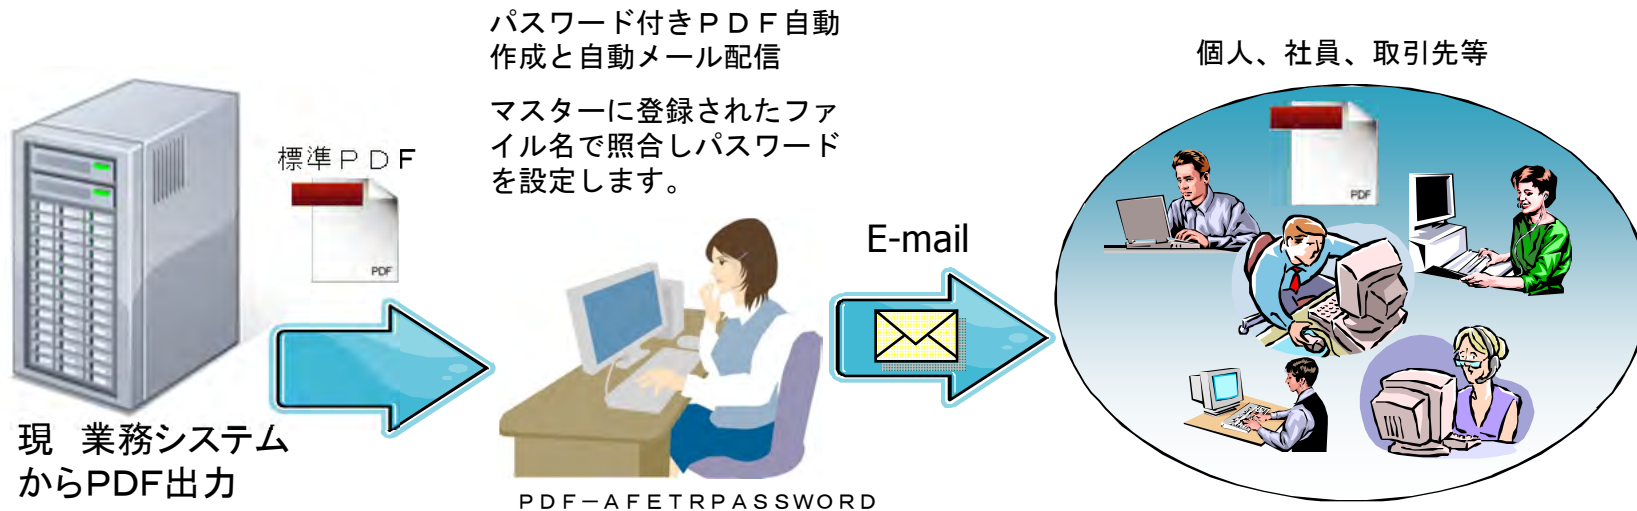 パスワード付きＰＤＦ自動
作成と自動メール配信
マスターに登録されたファ
イル名で照合しパスワード
を設定します。
標準ＰＤＦ
PDF
現　業務システム
からPDF出力
ＰＤＦ－ＡＦＥＴＲＰＡＳＳＷＯＲＤ
E-mail
個人、社員、取引先等
PDF